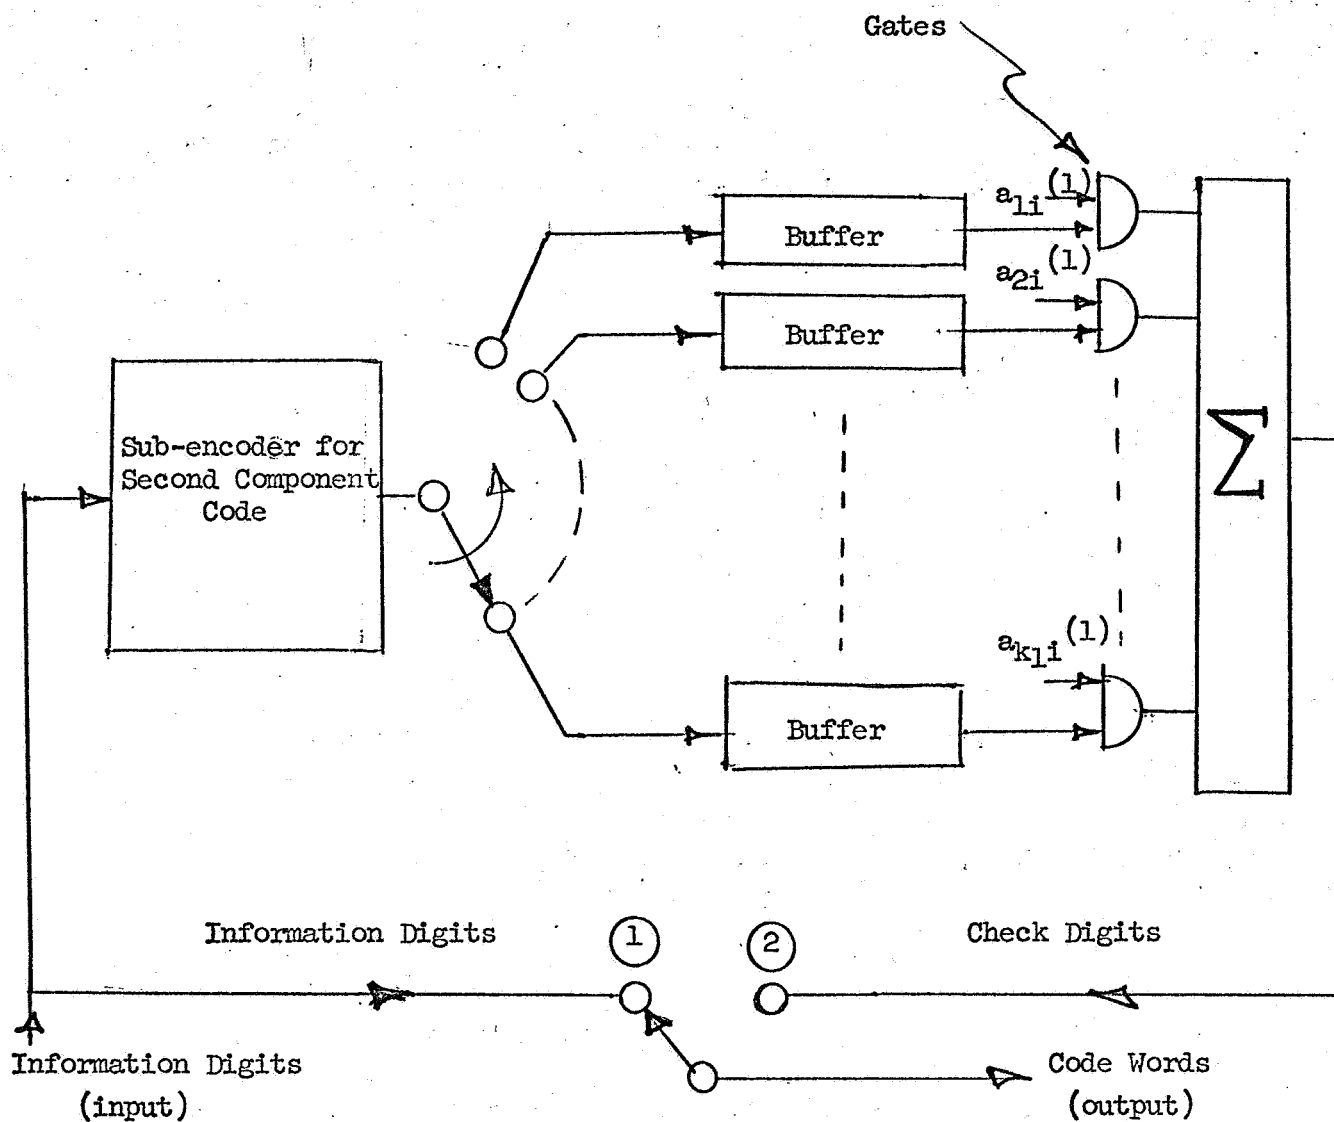 Gates
a1i(1)
Buffer
a2i(1)
Buffer
Sub-encoder for
Second Component
Code
Σ
ak1i(1)
Buffer
Information Digits
1
2
Check Digits
Information Digits
(input)
Code Words
(output)